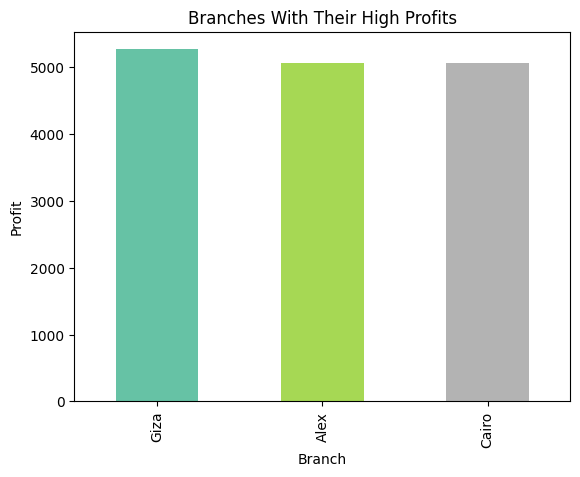 Branches With Their High Profits
Profit
5000
4000
3000
2000
1000
0
Giza
Alex
Cairo
Branch